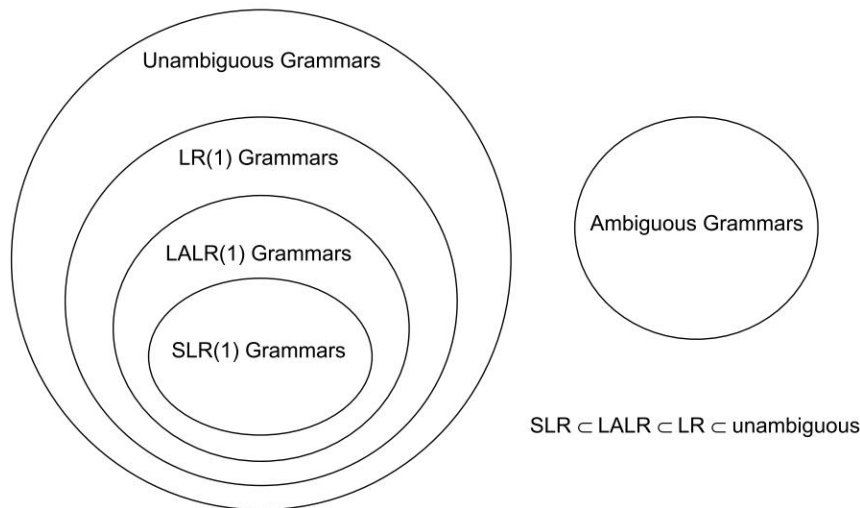 Unambiguous Grammars
LR(1) Grammars
LALR(1) Grammars
SLR(1) Grammars
Ambiguous Grammars
SLR ⊂ LALR ⊂ LR ⊂ unambiguous